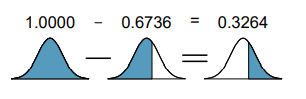 1.0000 – 0.6736 = 0.3264